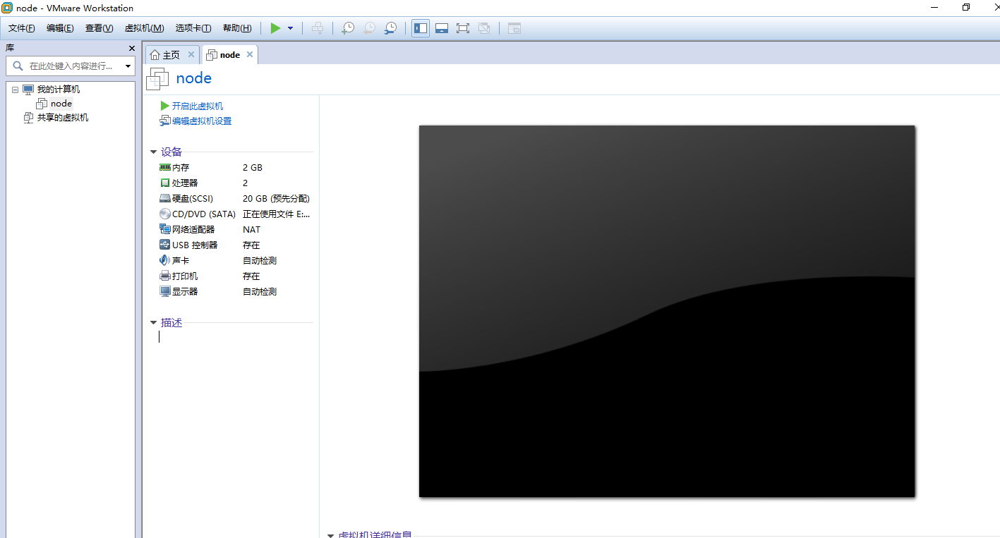 node - VMware Workstation
文件(F) 编辑(E) 查看(V) 虚拟机(M) 选项卡(T) 帮助(H)
库
在此处键入内容进行...
我的计算机
node
共享的虚拟机
主页 node
node
开启此虚拟机
编辑虚拟机设置
设备
内存 2 GB
处理器 2
硬盘(SCSI) 20 GB (预先分配)
CD/DVD (SATA) 正在使用文件 E:...
网络适配器 NAT
USB 控制器 存在
声卡 自动检测
打印机 存在
显示器 自动检测
描述
虚拟机详细信息